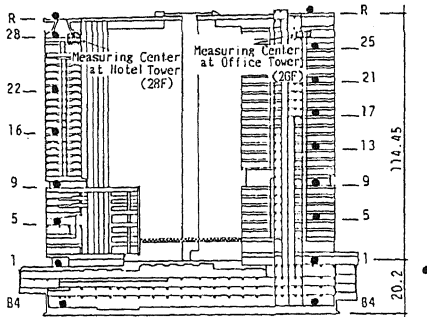 R
28
22
16
9
5
1
B4
Measuring Center
at Hotel Tower
(28F)
Measuring Center
at Office Tower
(26F)
R
25
21
17
13
9
5
1
B4
114.45
20.2